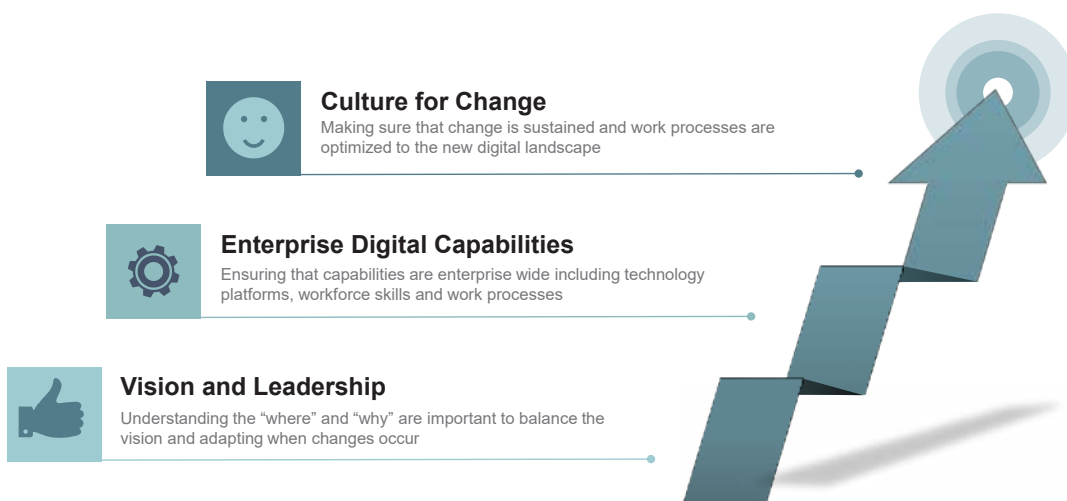 Culture for Change
Making sure that change is sustained and work processes are
optimized to the new digital landscape
Enterprise Digital Capabilities
Ensuring that capabilities are enterprise wide including technology
platforms, workforce skills and work processes
Vision and Leadership
Understanding the “where” and “why” are important to balance the
vision and adapting when changes occur